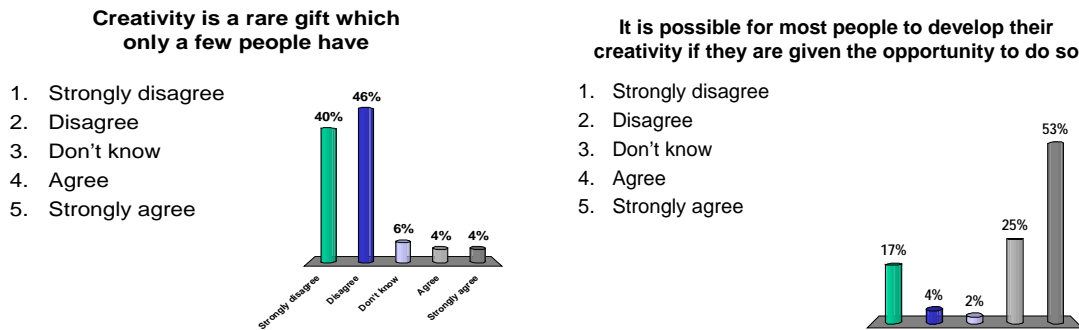 Creativity is a rare gift which
only a few people have
1. Strongly disagree
2. Disagree
3. Don't know
4. Agree
5. Strongly agree
40%
46%
6%
4%
4%
Strongly disagree
Disagree
Don't know
Agree
Strongly agree
It is possible for most people to develop their
creativity if they are given the opportunity to do so
1. Strongly disagree
2. Disagree
3. Don't know
4. Agree
5. Strongly agree
17%
4%
2%
25%
53%